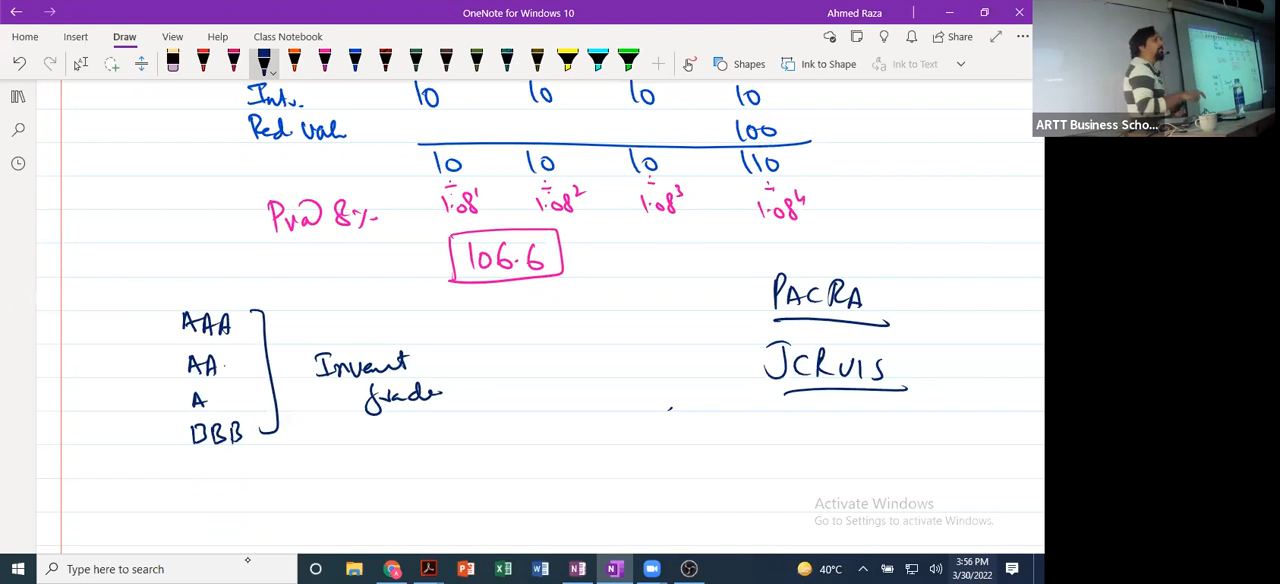 OneNote for Windows 10
Ahmed Raza
Home Insert Draw View Help Class Notebook
Share
Shapes Ink to Shape Ink to Text
Intr. 10 10 10 10
Red. Val 100
10 10 10 110
÷ ÷ ÷ ÷
1.08¹ 1.08² 1.08³ 1.08⁴
PV@ 8%
106.6
PACRA
JCRVIS
AAA
AA
A
BBB
Invent
grade
ARTT Business Scho...
Activate Windows
Go to Settings to activate Windows.
Type here to search
40°C
3:56 PM
3/30/2022